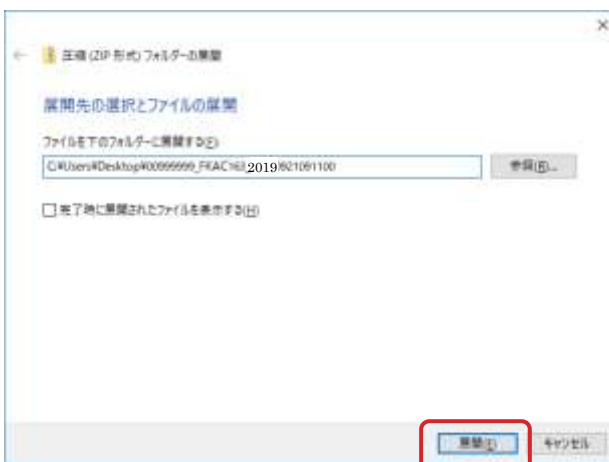 圧縮 (ZIP 形式) フォルダーの展開
展開先の選択とファイルの展開
ファイルを下のフォルダーに展開する(F)
C:¥Users¥Desktop¥00999999_FKAC163_20190921091100
参照(R)...
完了時に展開されたファイルを表示する(H)
展開(E)
キャンセル